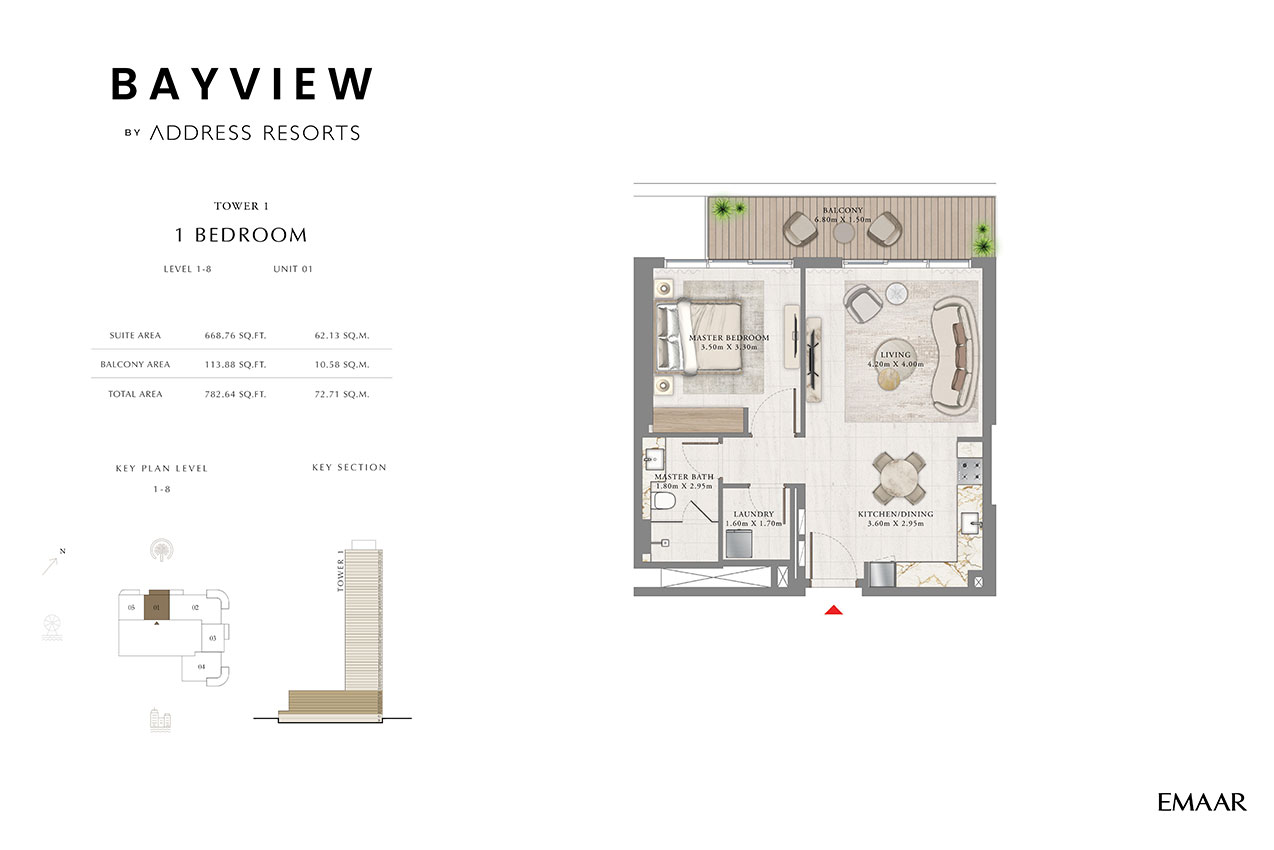 BAYVIEW
BY ADDRESS RESORTS
TOWER 1
1 BEDROOM
LEVEL 1-8 UNIT 01
SUITE AREA 668.76 SQ.FT. 62.13 SQ.M.
BALCONY AREA 113.88 SQ.FT. 10.58 SQ.M.
TOTAL AREA 782.64 SQ.FT. 72.71 SQ.M.
KEY PLAN LEVEL
1-8
KEY SECTION
N
05 01 02
03
04
TOWER 1
BALCONY
6.80m X 1.50m
MASTER BEDROOM
3.50m X 3.30m
LIVING
4.20m X 4.00m
MASTER BATH
1.80m X 2.95m
LAUNDRY
1.60m X 1.70m
KITCHEN/DINING
3.60m X 2.95m
EMAAR